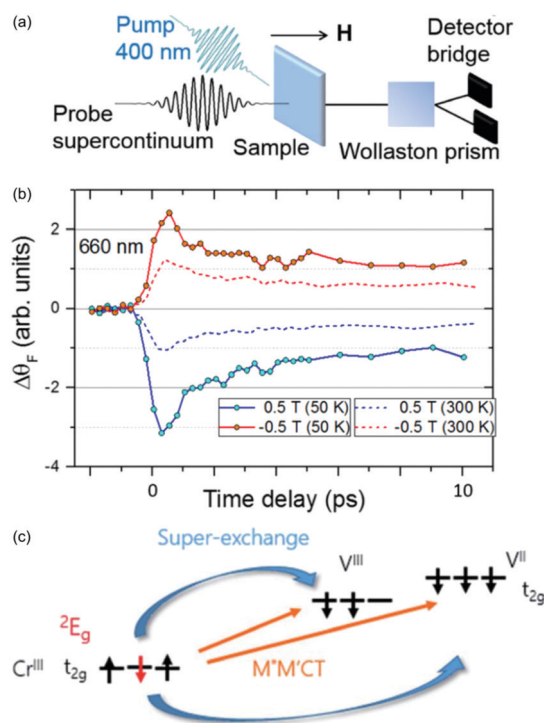 (a)
Pump
400 nm
H
Detector
bridge
Probe
supercontinuum
Sample
Wollaston prism
(b)
660 nm
2
0
-2
-4
ΔθF (arb. units)
0.5 T (50 K)
0.5 T (300 K)
-0.5 T (50 K)
-0.5 T (300 K)
0
10
Time delay (ps)
(c)
Super-exchange
VIII
VII
t2g
2Eg
CrIII t2g
M*M'CT